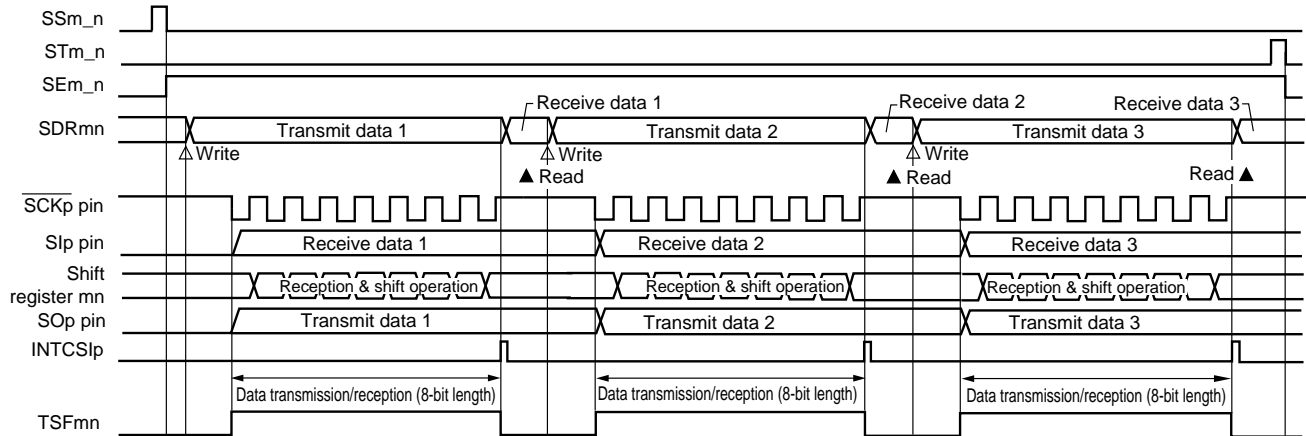 SSm_n
STm_n
SEm_n
Receive data 1
Receive data 2
Receive data 3
SDRmn
Transmit data 1
Transmit data 2
Transmit data 3
Write
Write
Write
▲ Read
▲ Read
Read ▲
SCKp pin
SIp pin
Receive data 1
Receive data 2
Receive data 3
Shift
register mn
Reception & shift operation
Reception & shift operation
Reception & shift operation
SOp pin
Transmit data 1
Transmit data 2
Transmit data 3
INTCSIp
Data transmission/reception (8-bit length)
Data transmission/reception (8-bit length)
Data transmission/reception (8-bit length)
TSFmn